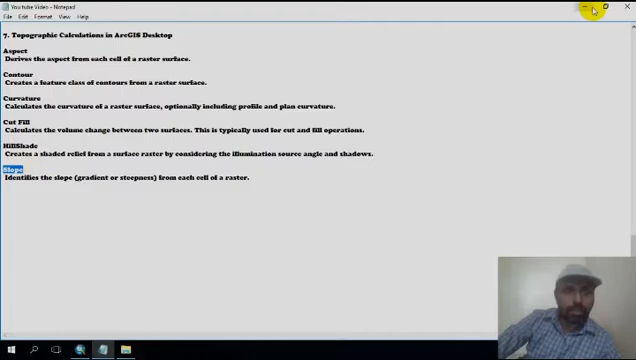 You tube Video - Notepad
File Edit Format View Help
7. Topographic Calculations in ArcGIS Desktop
Aspect
Derives the aspect from each cell of a raster surface.
Contour
Creates a feature class of contours from a raster surface.
Curvature
Calculates the curvature of a raster surface, optionally including profile and plan curvature.
Cut Fill
Calculates the volume change between two surfaces. This is typically used for cut and fill operations.
HillShade
Creates a shaded relief from a surface raster by considering the illumination source angle and shadows.
Slope
Identifies the slope (gradient or steepness) from each cell of a raster.